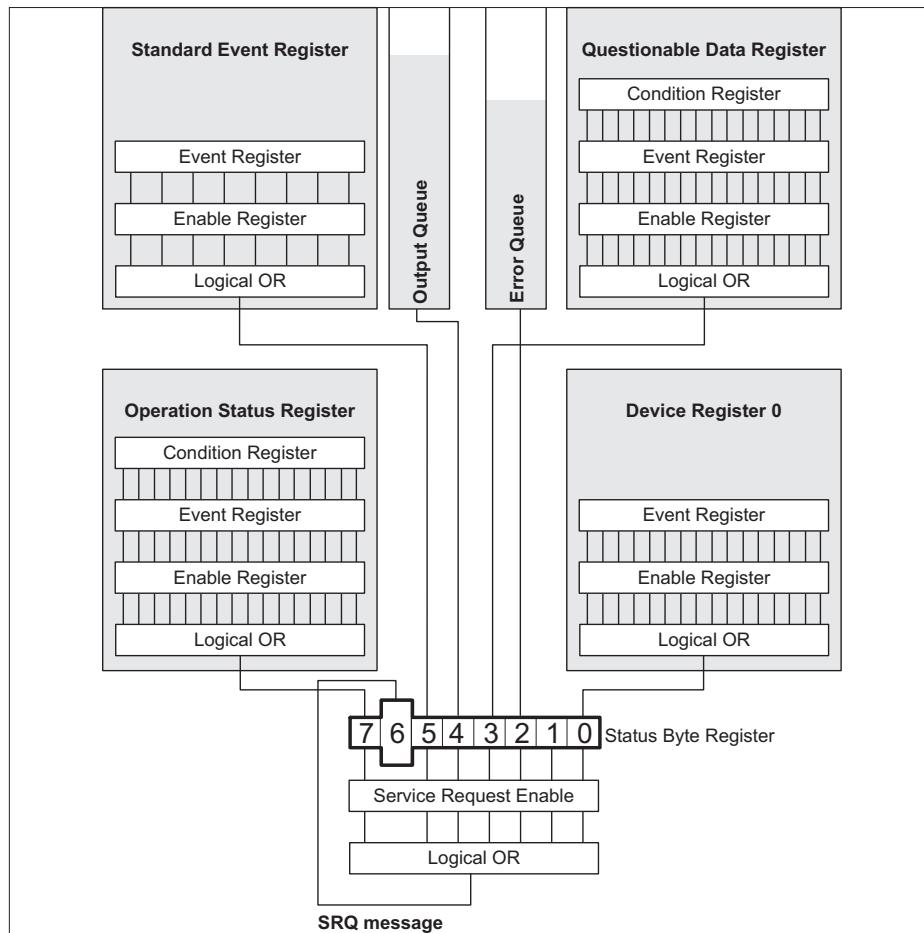 Standard Event Register
Event Register
Enable Register
Logical OR
Output Queue
Error Queue
Questionable Data Register
Condition Register
Event Register
Enable Register
Logical OR
Operation Status Register
Condition Register
Event Register
Enable Register
Logical OR
Device Register 0
Event Register
Enable Register
Logical OR
7 6 5 4 3 2 1 0
Status Byte Register
Service Request Enable
Logical OR
SRQ message